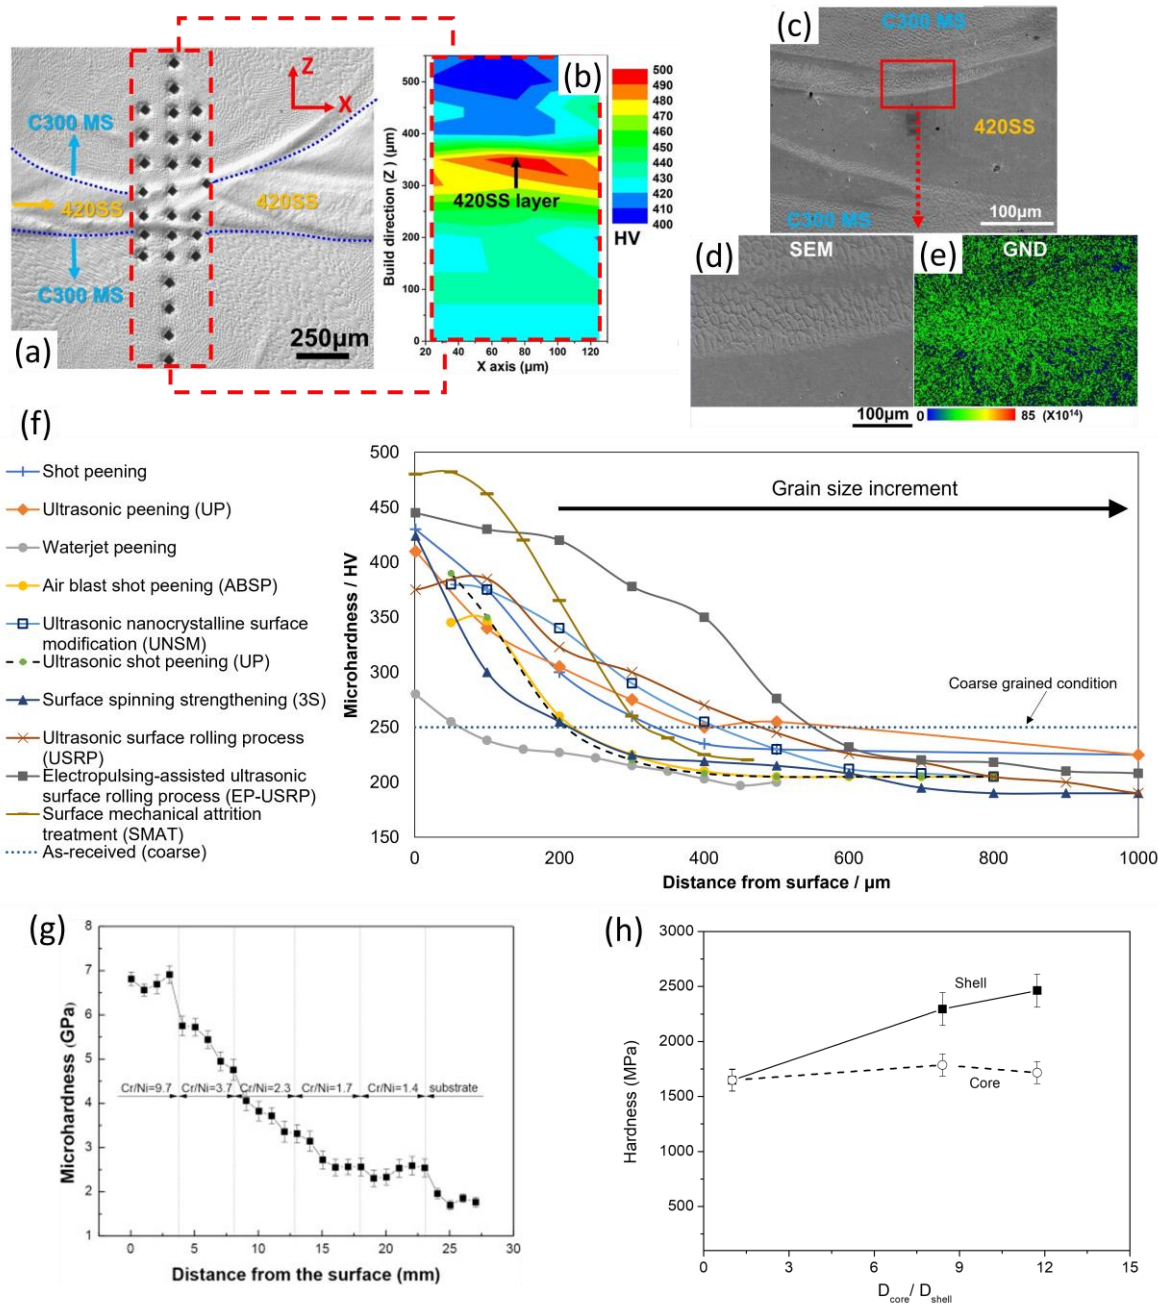 (a)
Z
X
C300 MS
420SS
420SS
C300 MS
250μm
(b)
Build direction (Z) (μm)
500
450
400
350
300
250
200
150
100
50
0
20
40
60
80
100
120
X axis (μm)
420SS layer
500
490
480
470
460
450
440
430
420
410
400
HV
(c)
C300 MS
420SS
C300 MS
100μm
(d)
SEM
100μm
(e)
GND
0
85 (X10¹⁴)
(f)
Shot peening
Ultrasonic peening (UP)
Waterjet peening
Air blast shot peening (ABSP)
Ultrasonic nanocrystalline surface
modification (UNSM)
Ultrasonic shot peening (UP)
Surface spinning strengthening (3S)
Ultrasonic surface rolling process
(USRP)
Electropulsing-assisted ultrasonic
surface rolling process (EP-USRP)
Surface mechanical attrition
treatment (SMAT)
As-received (coarse)
Microhardness / HV
500
450
400
350
300
250
200
150
Grain size increment
Coarse grained condition
0
200
400
600
800
1000
Distance from surface / μm
(g)
Microhardness (GPa)
8
7
6
5
4
3
2
1
Cr/Ni=9.7
Cr/Ni=3.7
Cr/Ni=2.3
Cr/Ni=1.7
Cr/Ni=1.4
substrate
0
5
10
15
20
25
30
Distance from the surface (mm)
(h)
Hardness (MPa)
3000
2500
2000
1500
1000
500
Shell
Core
0
3
6
9
12
15
D_core/ D_shell